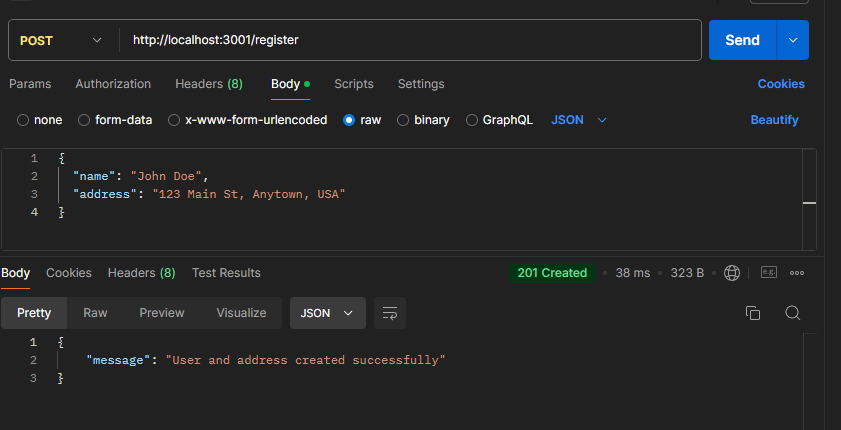 POST http://localhost:3001/register Send
Params Authorization Headers (8) Body Scripts Settings Cookies
none form-data x-www-form-urlencoded raw binary GraphQL JSON Beautify
1 {
2 "name": "John Doe",
3 "address": "123 Main St, Anytown, USA"
4 }
Body Cookies Headers (8) Test Results 201 Created 38 ms 323 B e.g.
Pretty Raw Preview Visualize JSON
1 {
2 "message": "User and address created successfully"
3 }